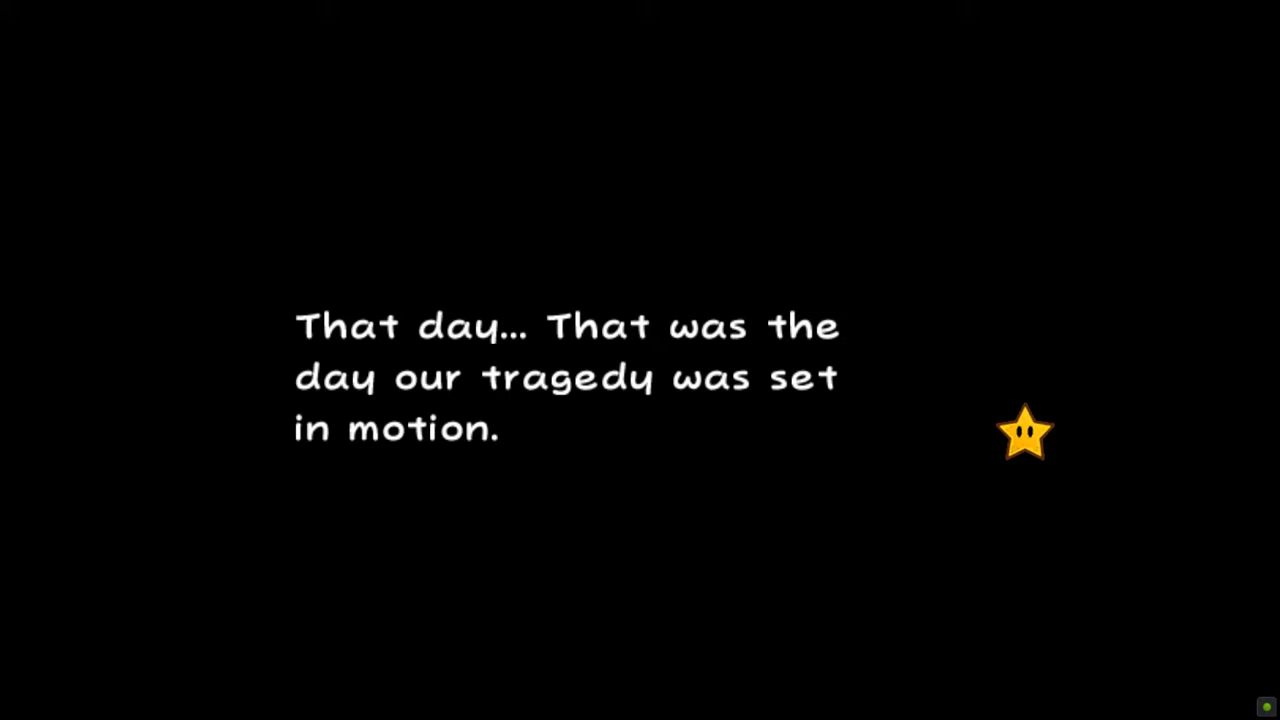 That day... That was the
day our tragedy was set
in motion.